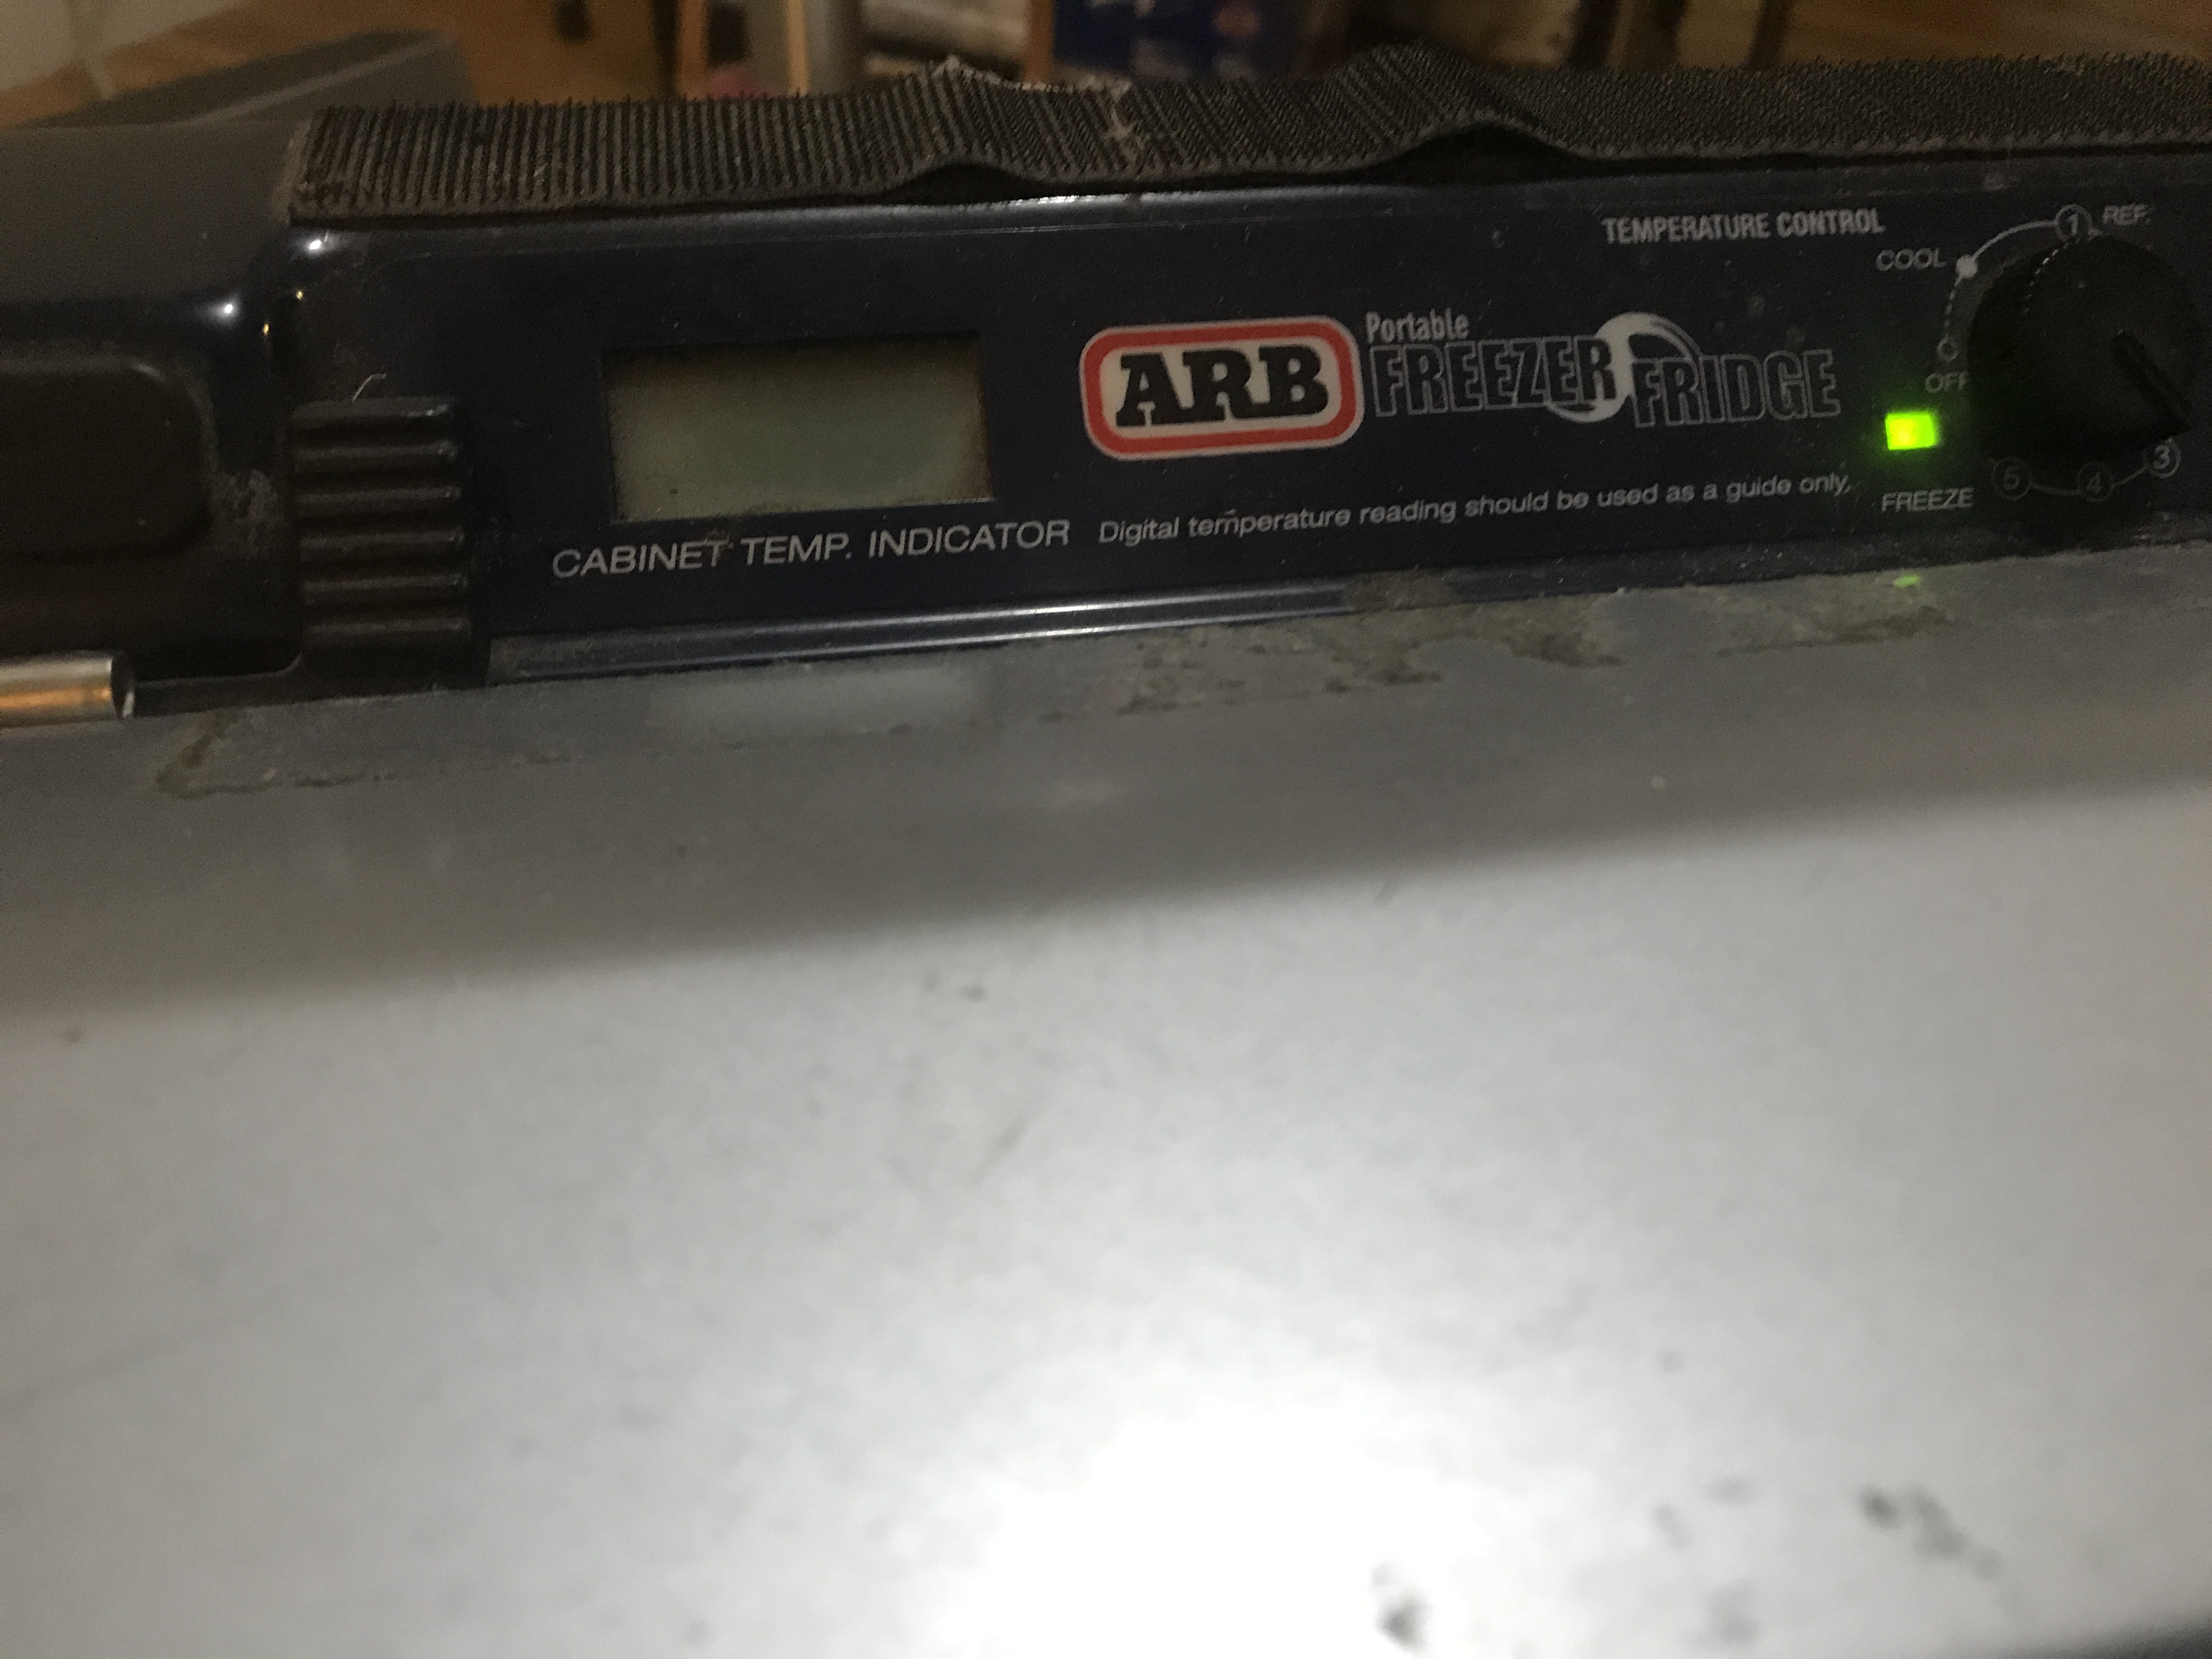 TEMPERATURE CONTROL
COOL
1 REF.
OFF
ARB
Portable
FREEZER FRIDGE
FREEZE
5 4 3
CABINET TEMP. INDICATOR
Digital temperature reading should be used as a guide only.